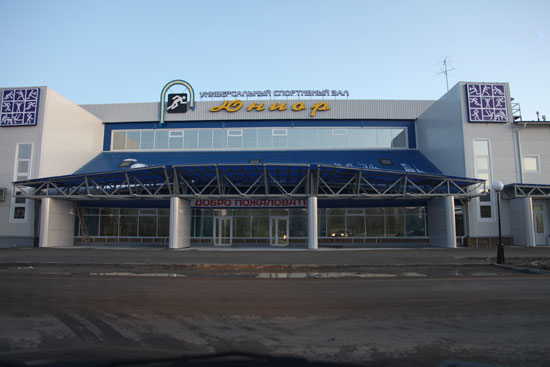 УНИВЕРСАЛЬНЫЙ СПОРТИВНЫЙ ЗАЛ
Юниор
ДОБРО ПОЖАЛОВАТЬ